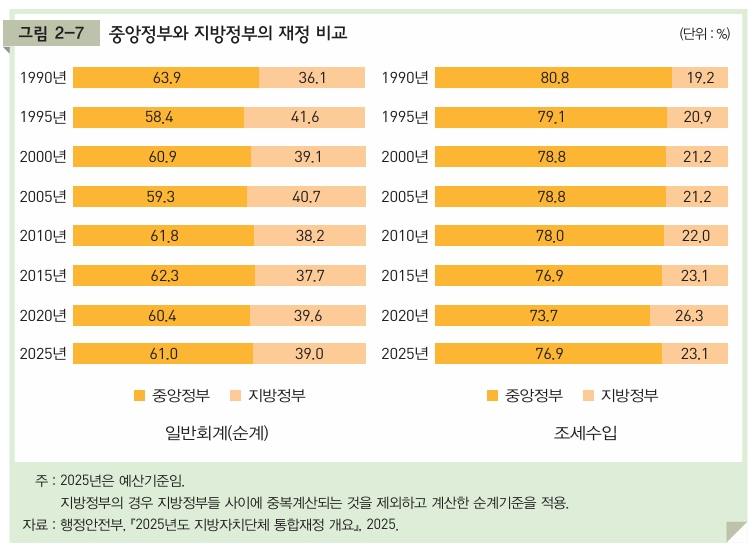 그림 2-7 중앙정부와 지방정부의 재정 비교 (단위 : %)
1990년 63.9 36.1 1990년 80.8 19.2
1995년 58.4 41.6 1995년 79.1 20.9
2000년 60.9 39.1 2000년 78.8 21.2
2005년 59.3 40.7 2005년 78.8 21.2
2010년 61.8 38.2 2010년 78.0 22.0
2015년 62.3 37.7 2015년 76.9 23.1
2020년 60.4 39.6 2020년 73.7 26.3
2025년 61.0 39.0 2025년 76.9 23.1
중앙정부 지방정부 중앙정부 지방정부
일반회계(순계) 조세수입
주 : 2025년은 예산기준임.
지방정부의 경우 지방정부들 사이에 중복계산되는 것을 제외하고 계산한 순계기준을 적용.
자료 : 행정안전부, 『2025년도 지방자치단체 통합재정 개요』, 2025.